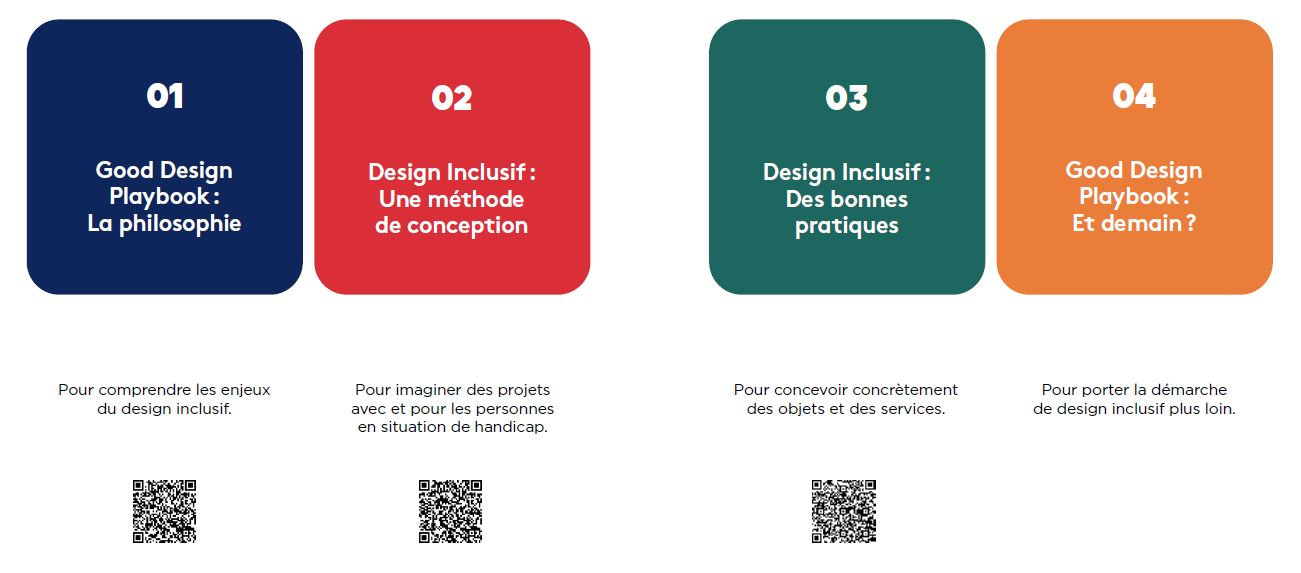 01
Good Design
Playbook :
La philosophie
02
Design Inclusif :
Une méthode
de conception
03
Design Inclusif :
Des bonnes
pratiques
04
Good Design
Playbook :
Et demain ?
Pour comprendre les enjeux
du design inclusif.
Pour imaginer des projets
avec et pour les personnes
en situation de handicap.
Pour concevoir concrètement
des objets et des services.
Pour porter la démarche
de design inclusif plus loin.